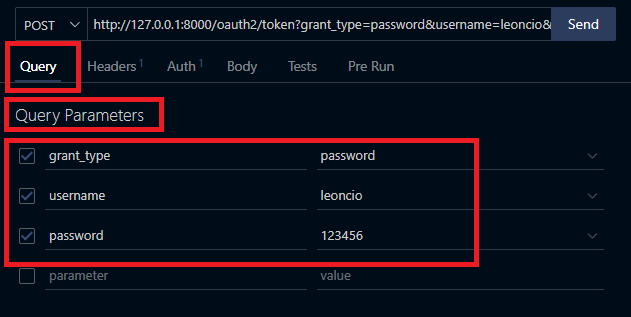 POST http://127.0.0.1:8000/oauth2/token?grant_type=password&username=leoncio& Send
Query Headers 1 Auth 1 Body Tests Pre Run
Query Parameters
grant_type password
username leoncio
password 123456
parameter value